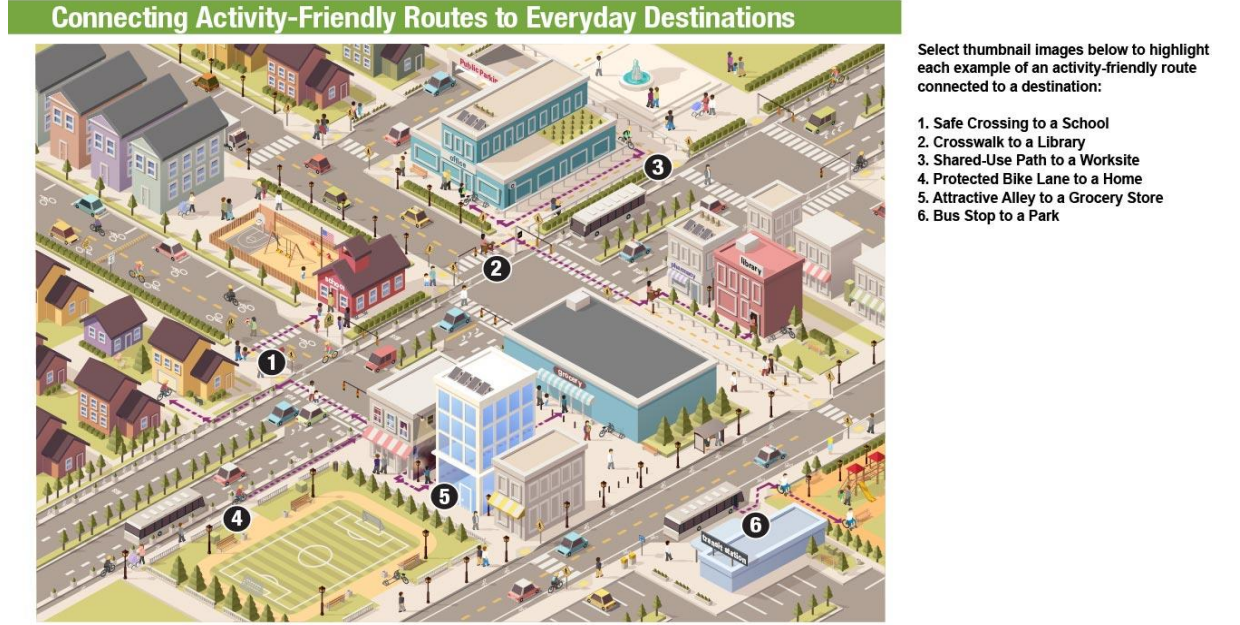 Connecting Activity-Friendly Routes to Everyday Destinations
Select thumbnail images below to highlight
each example of an activity-friendly route
connected to a destination:
1. Safe Crossing to a School
2. Crosswalk to a Library
3. Shared-Use Path to a Worksite
4. Protected Bike Lane to a Home
5. Attractive Alley to a Grocery Store
6. Bus Stop to a Park
Public Parking
office
3
2
pharmacy
library
school
1
grocery
5
4
6
transit station